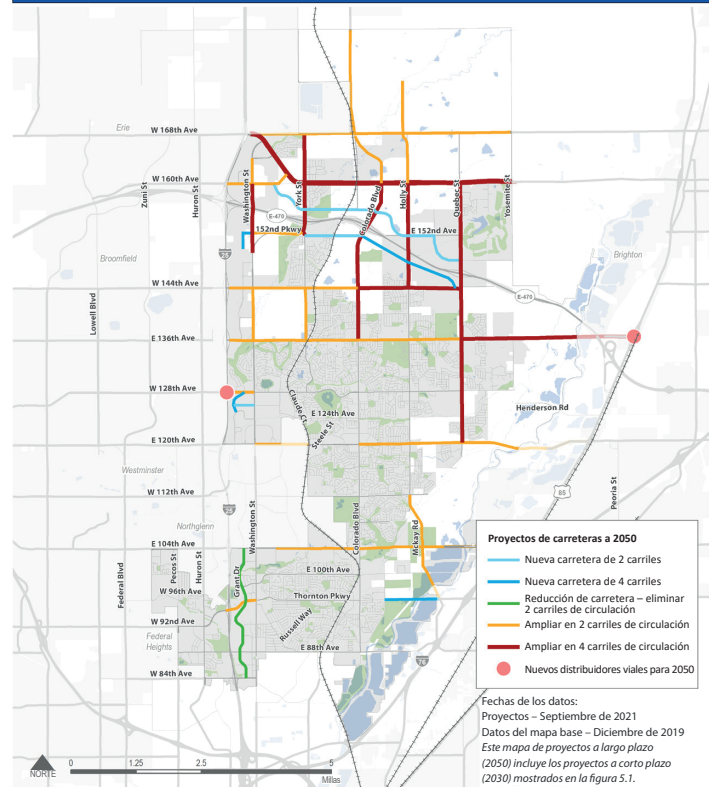 Erie
W 168th Ave
W 160th Ave
Zuni St
Huron St
Washington St
York St
Colorado Blvd
Holly St
Quebec St
Yosemite St
E-470
152nd Pkwy
E 152nd Ave
Broomfield
25
Brighton
W 144th Ave
E-470
Lowell Blvd
E 136th Ave
W 128th Ave
Claude Ct
E 124th Ave
Steele St
Henderson Rd
E 120th Ave
Westminster
Peoria St
85
W 112th Ave
25
Northglenn
Washington St
Colorado Blvd
McKay Rd
E 104th Ave
Federal Blvd
Pecos St
Huron St
Grant Dr
E 100th Ave
W 96th Ave
Thornton Pkwy
Russell Way
W 92nd Ave
Federal
Heights
E 88th Ave
76
W 84th Ave
Proyectos de carreteras a 2050
Nueva carretera de 2 carriles
Nueva carretera de 4 carriles
Reducción de carretera – eliminar
2 carriles de circulación
Ampliar en 2 carriles de circulación
Ampliar en 4 carriles de circulación
Nuevos distribuidores viales para 2050
Fechas de los datos:
Proyectos – Septiembre de 2021
Datos del mapa base – Diciembre de 2019
Este mapa de proyectos a largo plazo
(2050) incluye los proyectos a corto plazo
(2030) mostrados en la figura 5.1.
NORTE
0 1.25 2.5 5
Millas